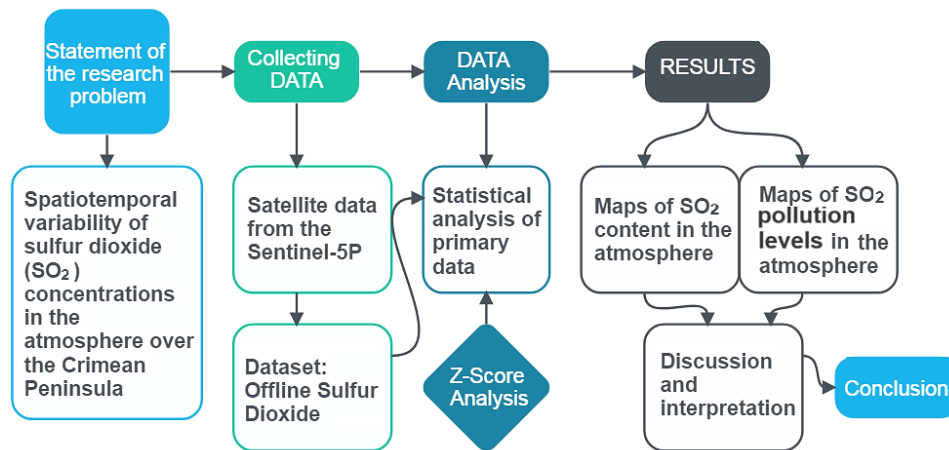 Statement of
the research
problem
Collecting
DATA
DATA
Analysis
RESULTS
Spatiotemporal
variability of
sulfur dioxide
(SO₂ )
concentrations
in the
atmosphere over
the Crimean
Peninsula
Satellite data
from the
Sentinel-5P
Dataset:
Offline Sulfur
Dioxide
Statistical
analysis of
primary
data
Z-Score
Analysis
Maps of SO₂
content in the
atmosphere
Maps of SO₂
pollution
levels in the
atmosphere
Discussion
and
interpretation
Conclusion